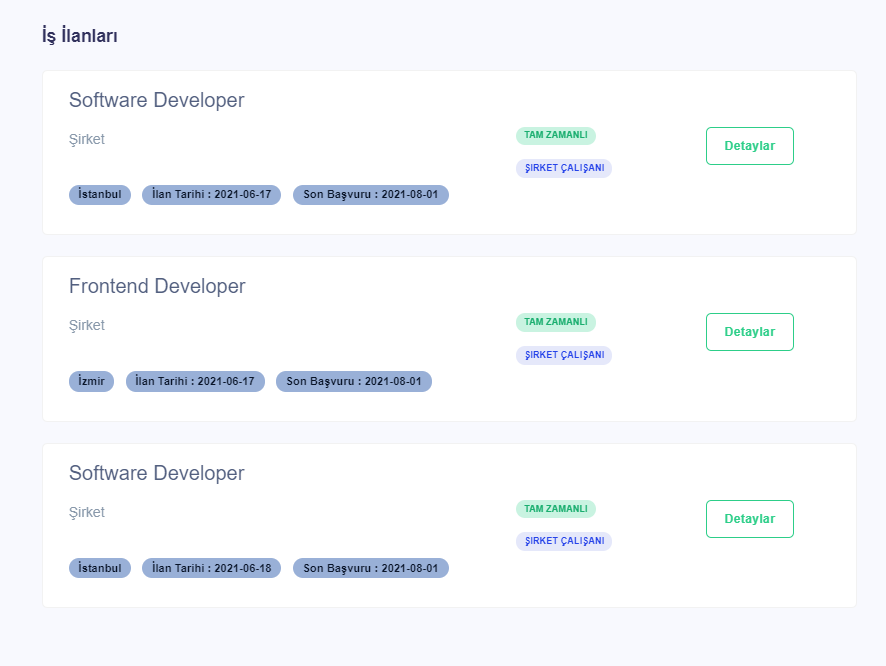 İş İlanları
Software Developer
Şirket
TAM ZAMANLI
ŞIRKET ÇALIŞANI
Detaylar
İstanbul
İlan Tarihi : 2021-06-17
Son Başvuru : 2021-08-01
Frontend Developer
Şirket
TAM ZAMANLI
ŞIRKET ÇALIŞANI
Detaylar
İzmir
İlan Tarihi : 2021-06-17
Son Başvuru : 2021-08-01
Software Developer
Şirket
TAM ZAMANLI
ŞIRKET ÇALIŞANI
Detaylar
İstanbul
İlan Tarihi : 2021-06-18
Son Başvuru : 2021-08-01